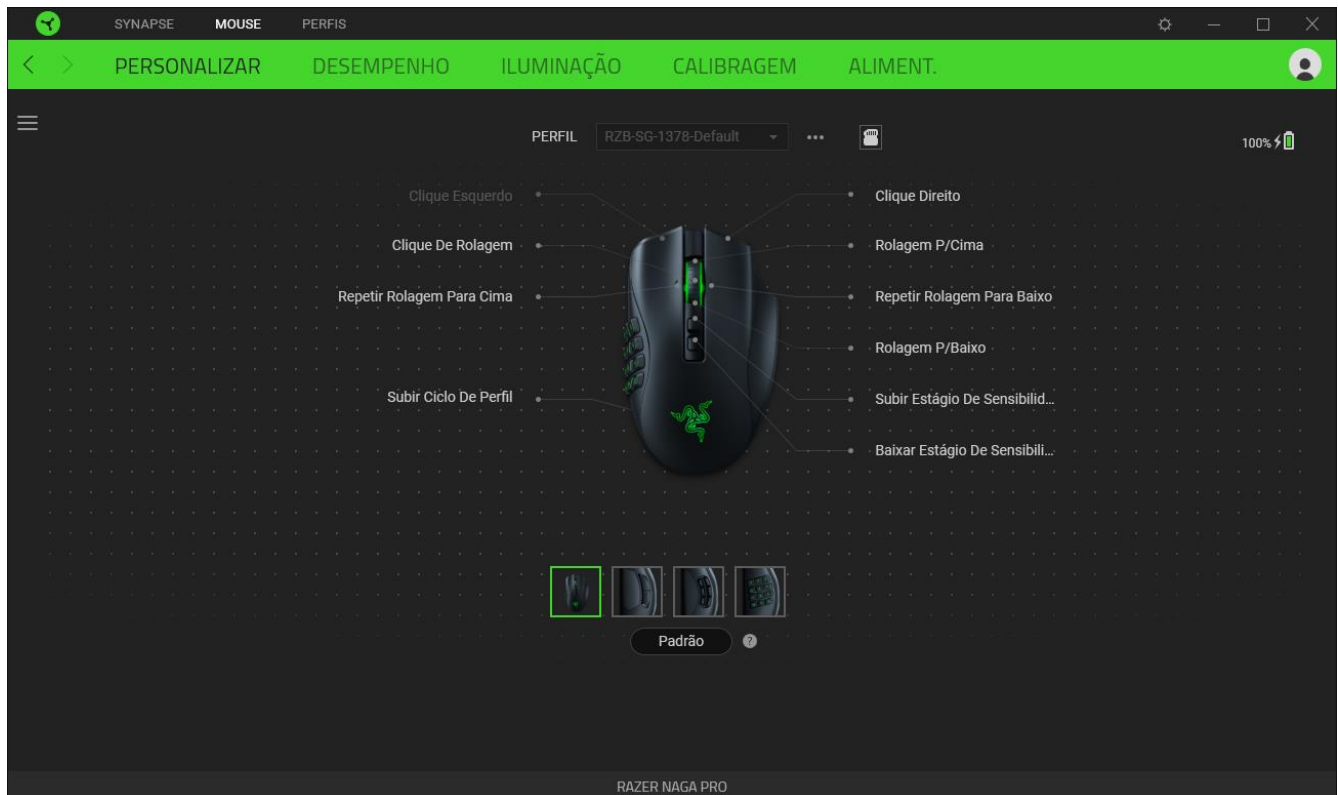 SYNAPSE MOUSE PERFIS
PERSONALIZAR DESEMPENHO ILUMINAÇÃO CALIBRAGEM ALIMENT.
PERFIL RZB-SG-1378-Default
100%
Clique Esquerdo Clique Direito
Clique De Rolagem Rolagem P/Cima
Repetir Rolagem Para Cima Repetir Rolagem Para Baixo
Rolagem P/Baixo
Subir Ciclo De Perfil Subir Estágio De Sensibilid...
Baixar Estágio De Sensibili...
Padrão ?
RAZER NAGA PRO